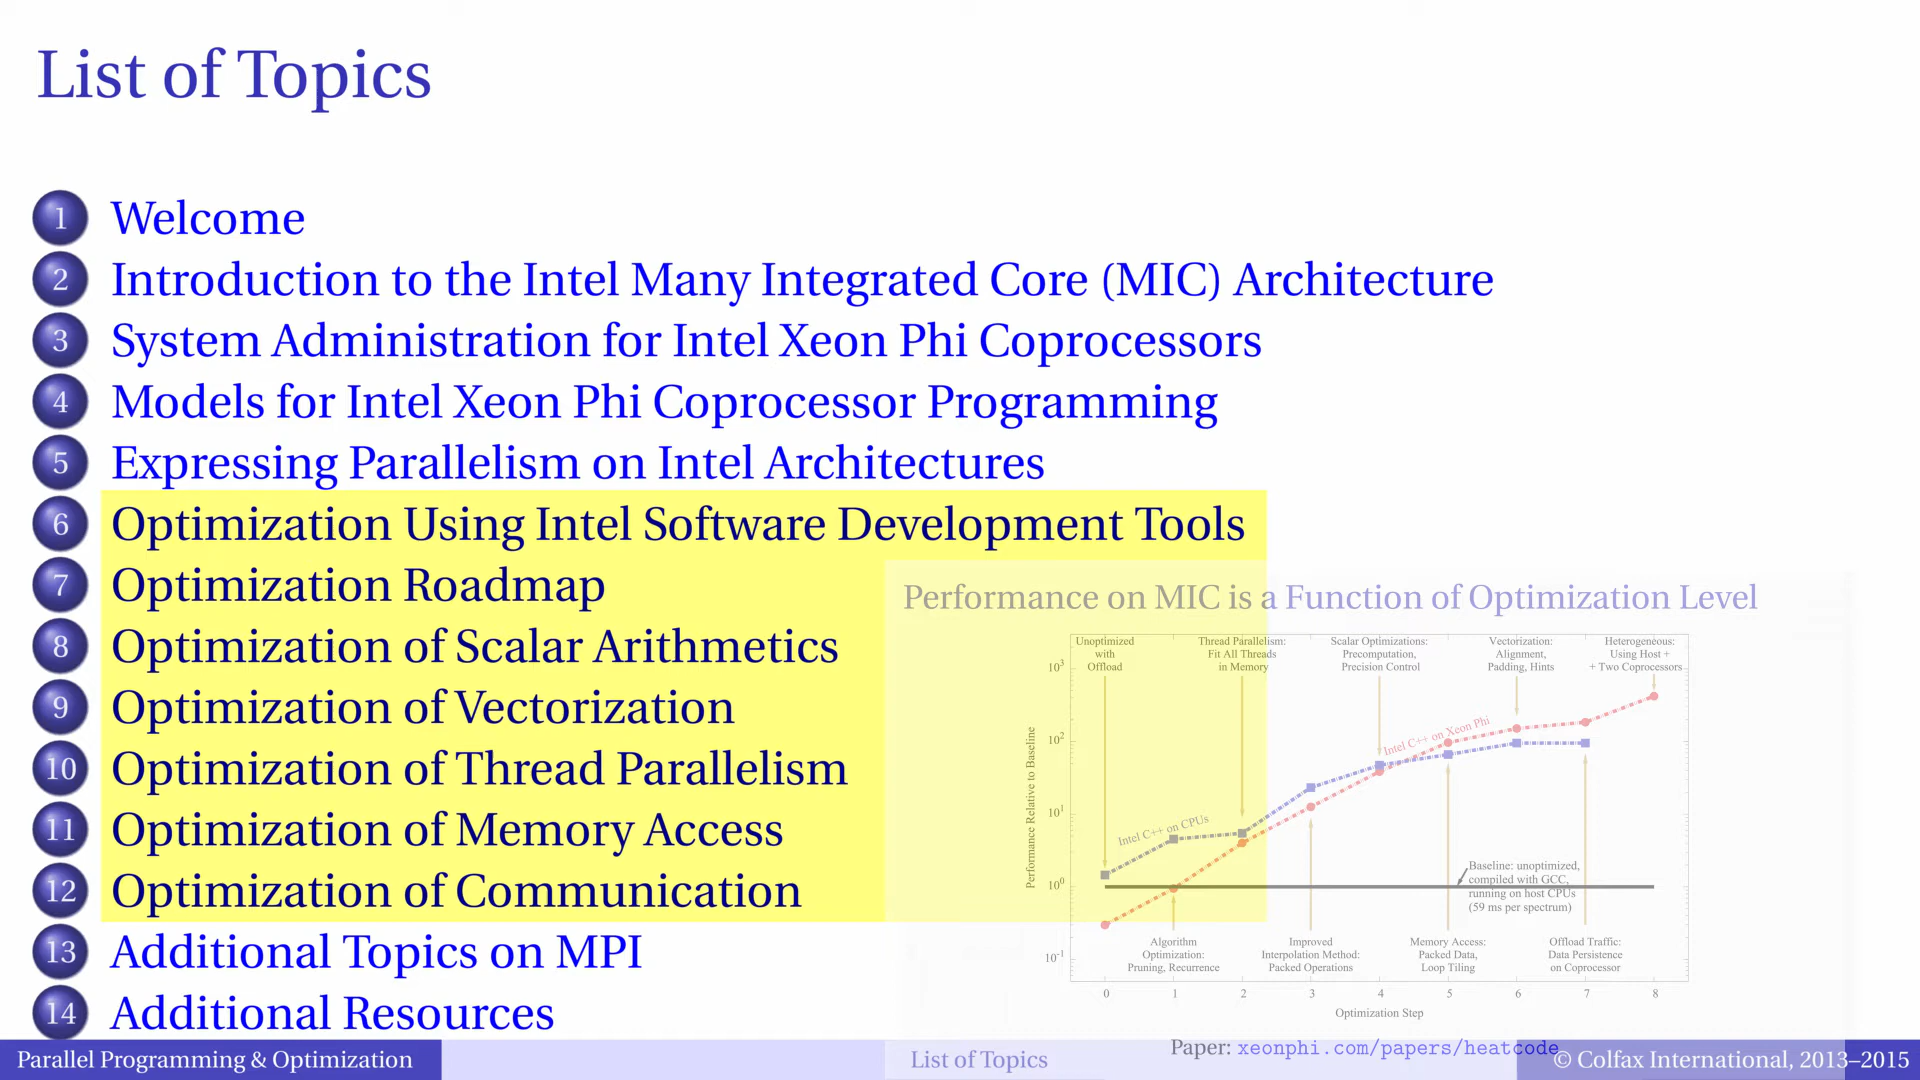 List of Topics
1 Welcome
2 Introduction to the Intel Many Integrated Core (MIC) Architecture
3 System Administration for Intel Xeon Phi Coprocessors
4 Models for Intel Xeon Phi Coprocessor Programming
5 Expressing Parallelism on Intel Architectures
6 Optimization Using Intel Software Development Tools
7 Optimization Roadmap
8 Optimization of Scalar Arithmetics
9 Optimization of Vectorization
10 Optimization of Thread Parallelism
11 Optimization of Memory Access
12 Optimization of Communication
13 Additional Topics on MPI
14 Additional Resources
Performance on MIC is a Function of Optimization Level
Unoptimized
with
Offload
Thread Parallelism:
Fit All Threads
in Memory
Scalar Optimizations:
Precomputation,
Precision Control
Vectorization:
Alignment,
Padding, Hints
Heterogeneous:
Using Host +
+ Two Coprocessors
10³
10²
10¹
10⁰
10⁻¹
Performance Relative to Baseline
Intel C++ on CPUs
Intel C++ on Xeon Phi
Baseline: unoptimized,
compiled with GCC,
running on host CPUs
(59 ms per spectrum)
Algorithm
Optimization:
Pruning, Recurrence
Improved
Interpolation Method:
Packed Operations
Memory Access:
Packed Data,
Loop Tiling
Offload Traffic:
Data Persistence
on Coprocessor
0 1 2 3 4 5 6 7 8
Optimization Step
Paper: xeonphi.com/papers/heatcode
Parallel Programming & Optimization
List of Topics
© Colfax International, 2013–2015